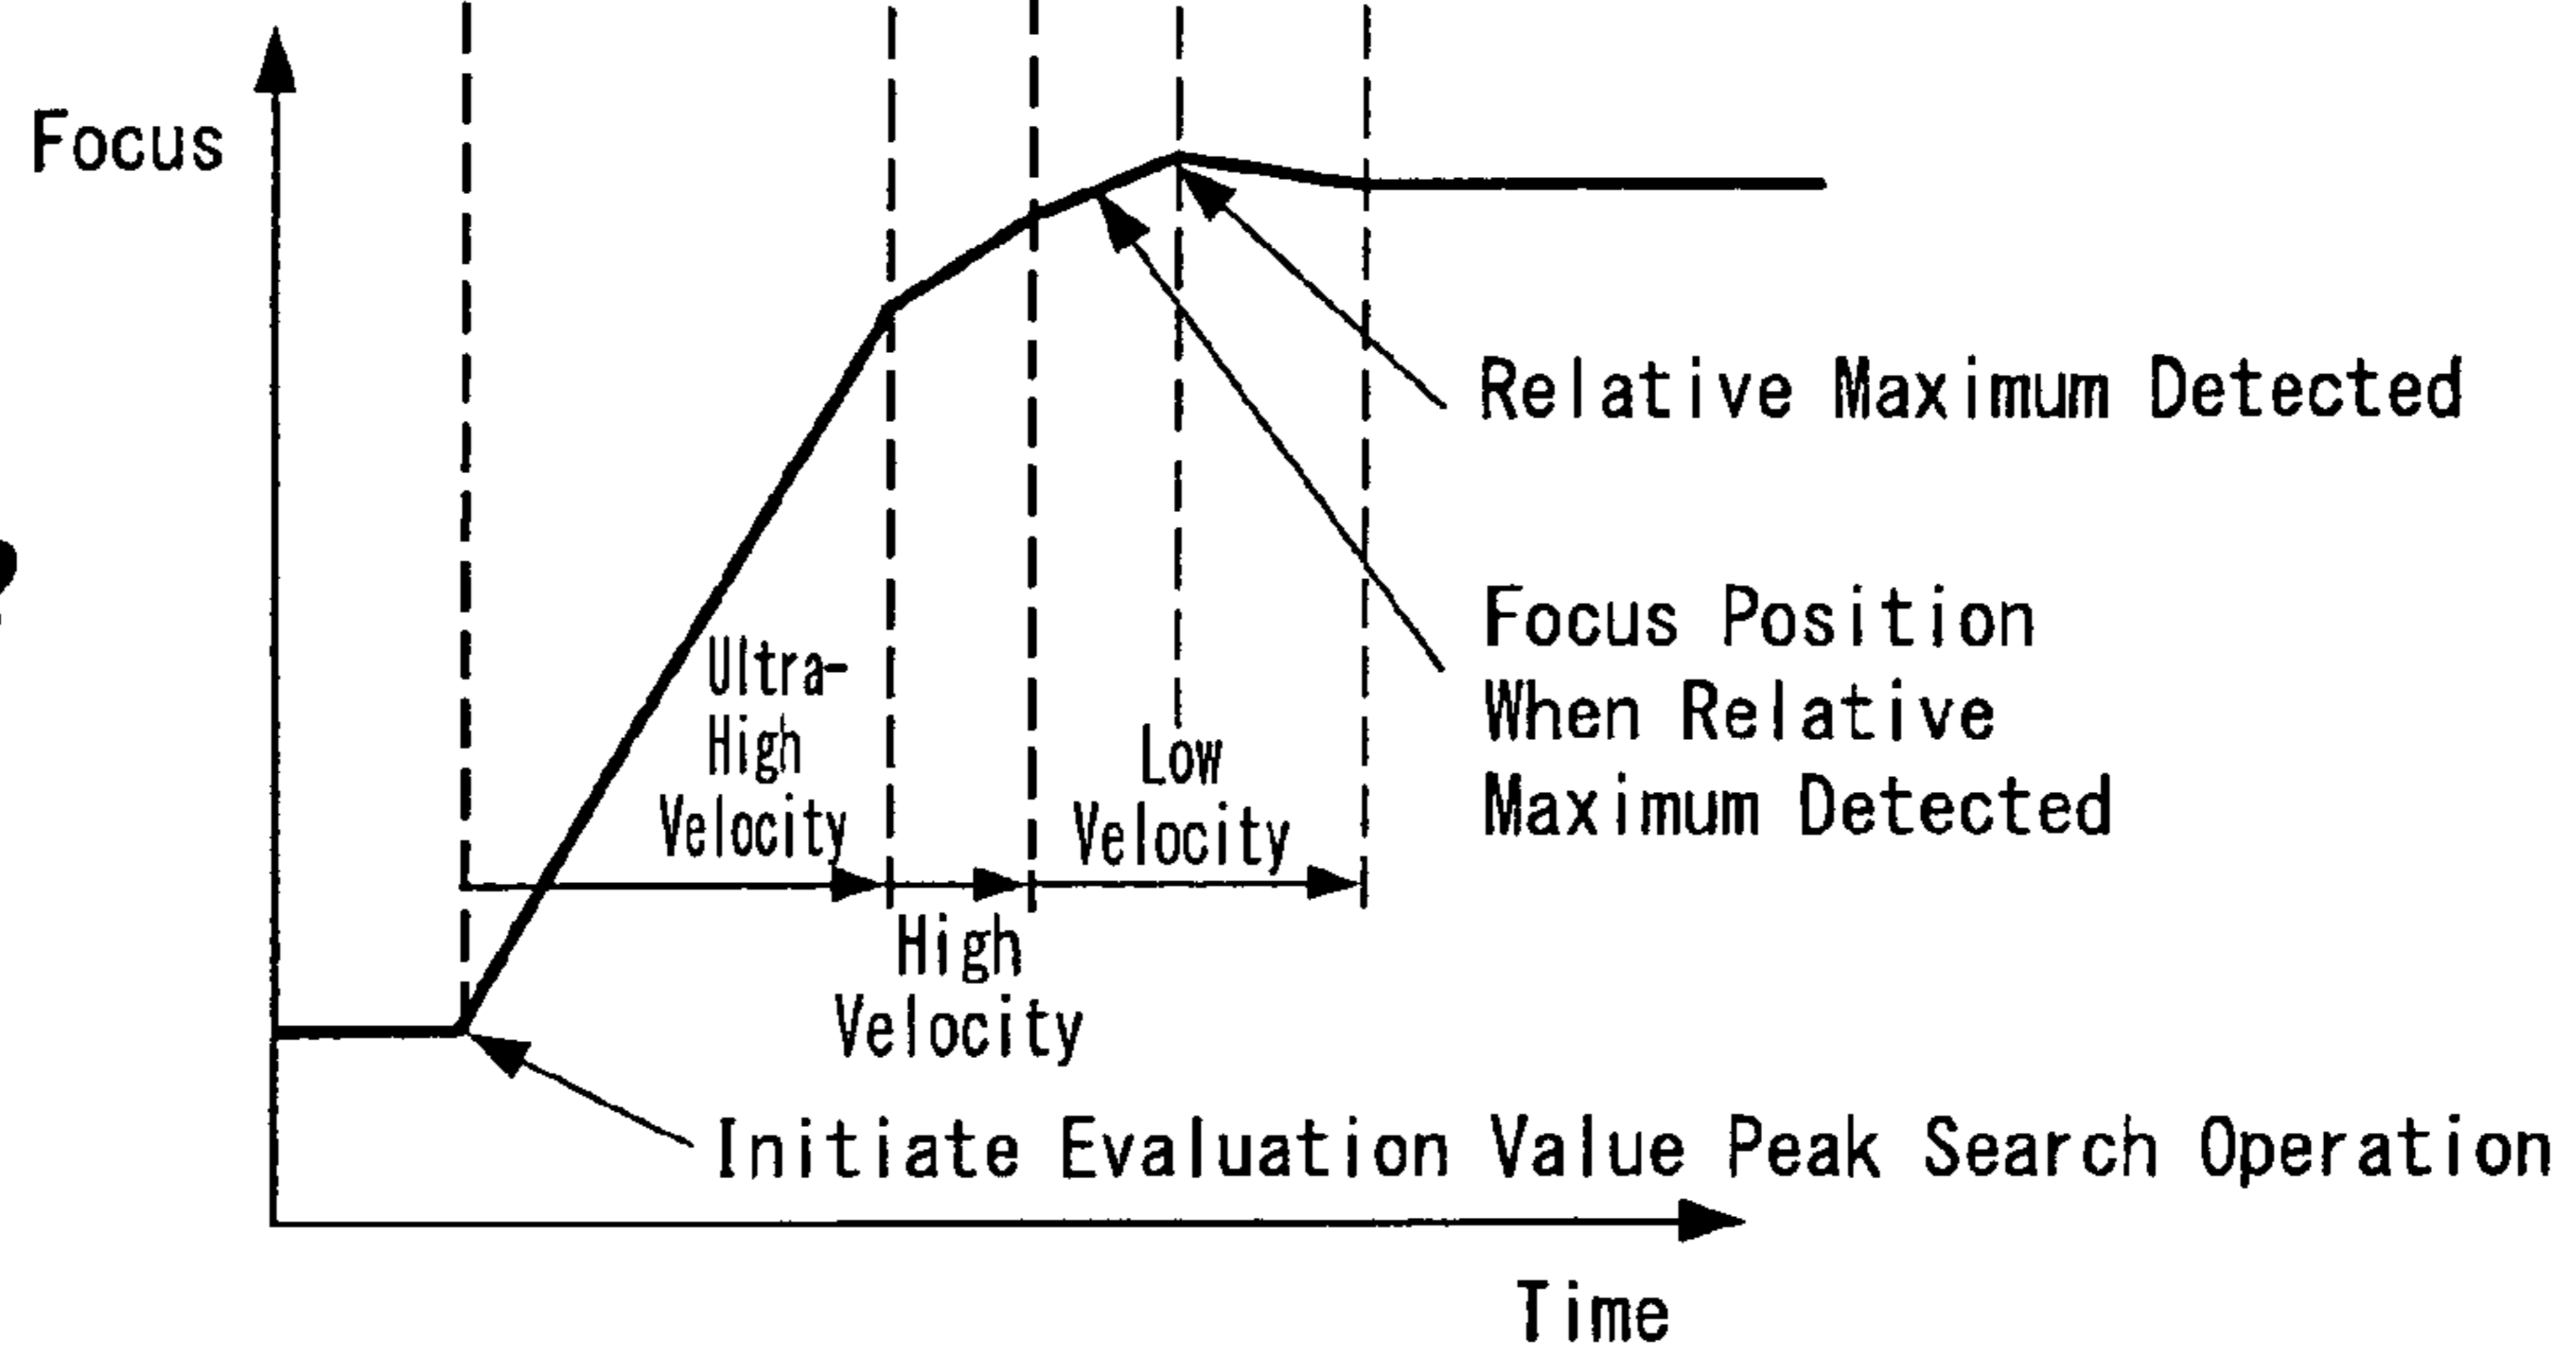 Focus
Relative Maximum Detected
Focus Position
When Relative
Maximum Detected
Ultra-
High
Velocity
Low
Velocity
High
Velocity
Initiate Evaluation Value Peak Search Operation
Time